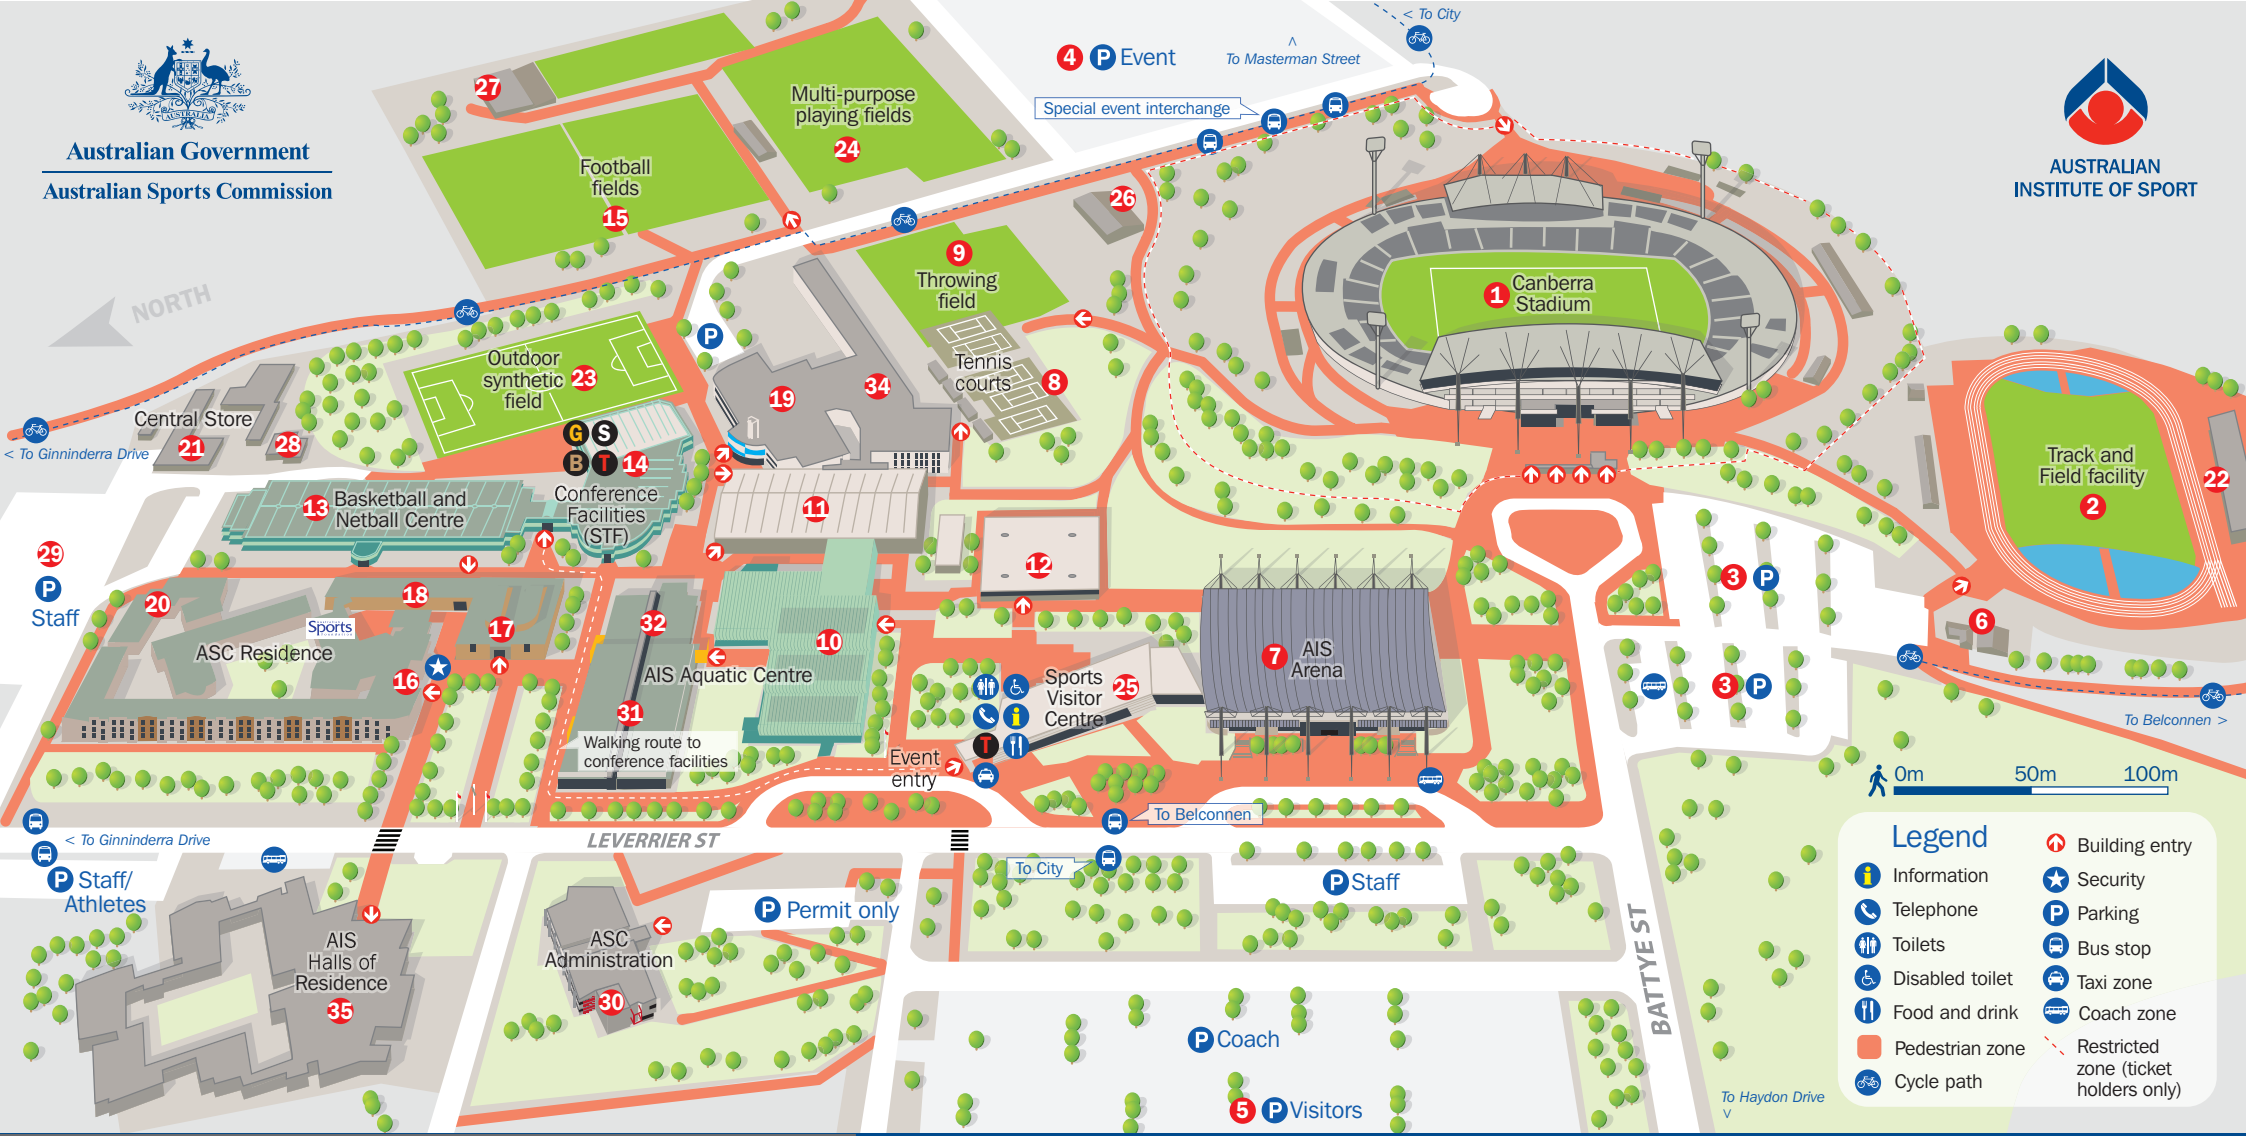 Australian Government
Australian Sports Commission
AUSTRALIA
AUSTRALIAN
INSTITUTE OF SPORT
< To City
4 P Event
^
To Masterman Street
Special event interchange
27
Multi-purpose
playing fields
24
Football
fields
15
26
9
Throwing
field
1 Canberra
Stadium
NORTH
P
Outdoor
synthetic
field
23
Tennis
courts
8
19
34
Central Store
21
28
< To Ginninderra Drive
G S
B T
14
Conference
Facilities
(STF)
13
Basketball and
Netball Centre
11
12
Track and
Field facility
2
22
29
P
Staff
20
18
17
Sports
ASC Residence
16
32
10
AIS Aquatic Centre
31
Walking route to
conference facilities
7
AIS
Arena
Sports
Visitor
Centre
25
i
T
Event
entry
3 P
3 P
6
To Belconnen >
0m
50m
100m
< To Ginninderra Drive
LEVERRIER ST
To Belconnen
To City
P Staff/
Athletes
P Staff
P Permit only
AIS
Halls of
Residence
35
ASC
Administration
30
BATTYE ST
P Coach
5 P Visitors
To Haydon Drive
v
Legend
i Information
Telephone
Toilets
Disabled toilet
Food and drink
Pedestrian zone
Cycle path
Building entry
Security
P Parking
Bus stop
Taxi zone
Coach zone
Restricted
zone (ticket
holders only)